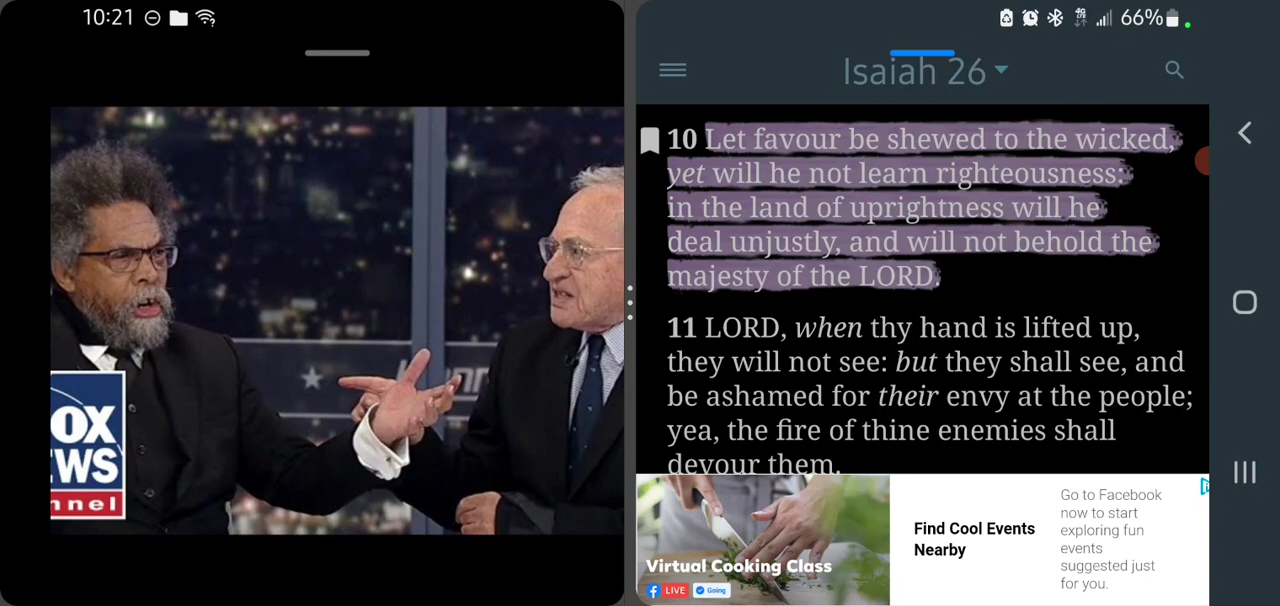 10:21
66%
Isaiah 26
10 Let favour be shewed to the wicked,
yet will he not learn righteousness:
in the land of uprightness will he
deal unjustly, and will not behold the
majesty of the LORD.
11 LORD, when thy hand is lifted up,
they will not see: but they shall see, and
be ashamed for their envy at the people;
yea, the fire of thine enemies shall
devour them.
OX
WS
nnel
Virtual Cooking Class
LIVE
Going
Find Cool Events
Nearby
Go to Facebook
now to start
exploring fun
events
suggested just
for you.